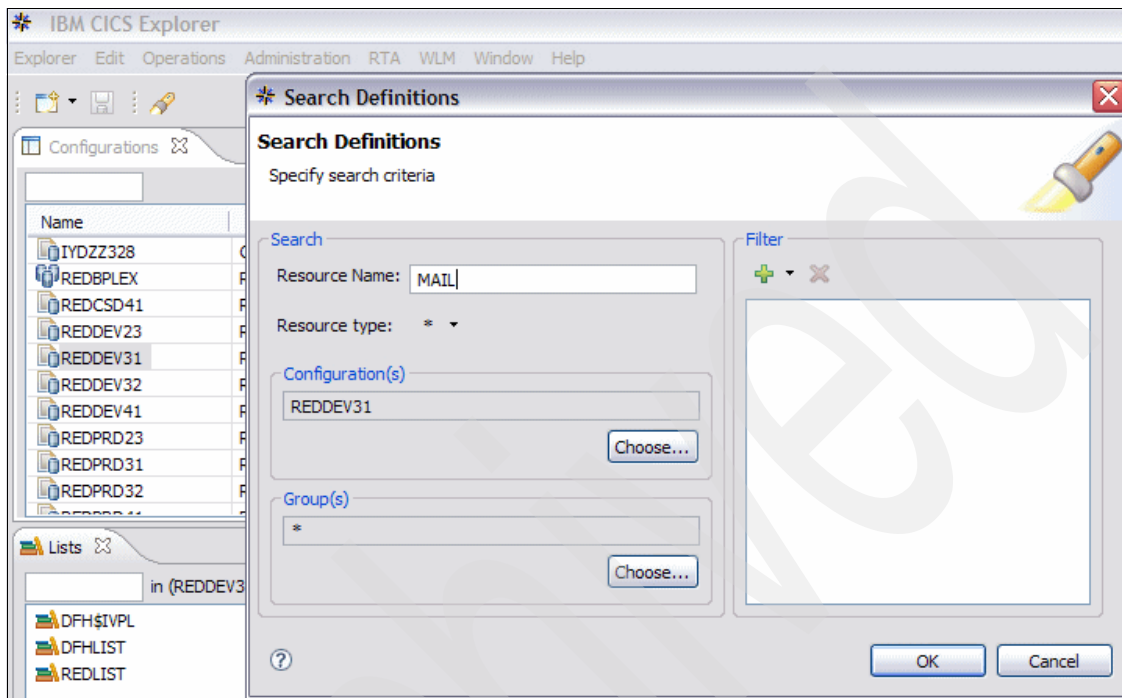 IBM CICS Explorer
Explorer Edit Operations Administration RTA WLM Window Help
Search Definitions
Configurations
Search Definitions
Specify search criteria
Name
IYDZZ328
REDBPLEX
REDCSD41
REDDEV23
REDDEV31
REDDEV32
REDDEV41
REDPRD23
REDPRD31
REDPRD32
Search
Resource Name: MAIL
Resource type: *
Configuration(s)
REDDEV31
Choose...
Group(s)
*
Choose...
Filter
Lists
in (REDDEV3
DFH$IVPL
DFHLIST
REDLIST
OK Cancel